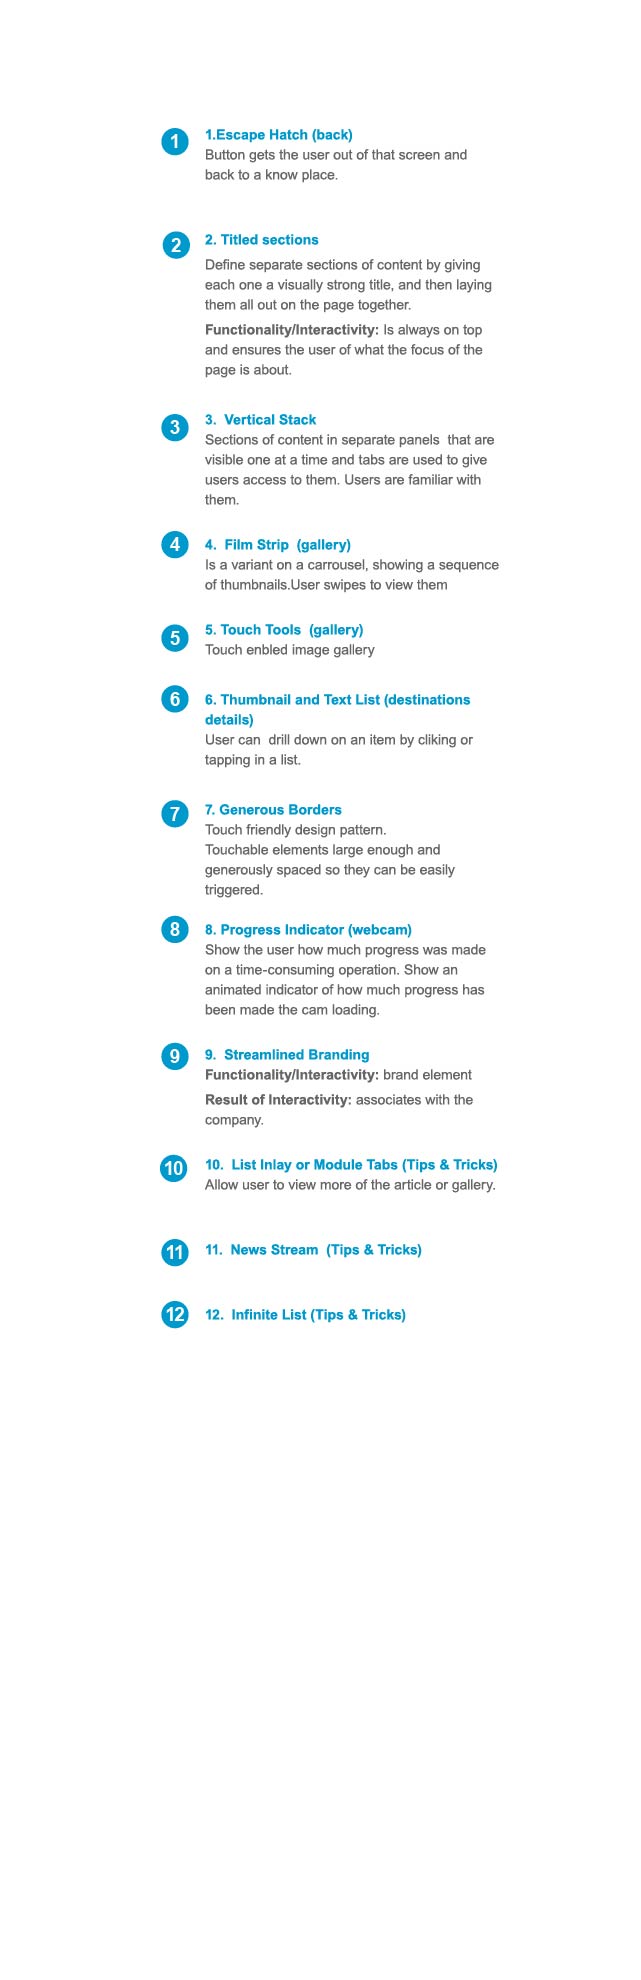 1
1.Escape Hatch (back)
Button gets the user out of that screen and
back to a know place.
2
2. Titled sections
Define separate sections of content by giving
each one a visually strong title, and then laying
them all out on the page together.
Functionality/Interactivity: Is always on top
and ensures the user of what the focus of the
page is about.
3
3.  Vertical Stack
Sections of content in separate panels  that are
visible one at a time and tabs are used to give
users access to them. Users are familiar with
them.
4
4.  Film Strip  (gallery)
Is a variant on a carrousel, showing a sequence
of thumbnails.User swipes to view them
5
5. Touch Tools  (gallery)
Touch enbled image gallery
6
6. Thumbnail and Text List (destinations
details)
User can  drill down on an item by cliking or
tapping in a list.
7
7. Generous Borders
Touch friendly design pattern.
Touchable elements large enough and
generously spaced so they can be easily
triggered.
8
8. Progress Indicator (webcam)
Show the user how much progress was made
on a time-consuming operation. Show an
animated indicator of how much progress has
been made the cam loading.
9
9.  Streamlined Branding
Functionality/Interactivity: brand element
Result of Interactivity: associates with the
company.
10
10.  List Inlay or Module Tabs (Tips & Tricks)
Allow user to view more of the article or gallery.
11
11.  News Stream  (Tips & Tricks)
12
12.  Infinite List (Tips & Tricks)